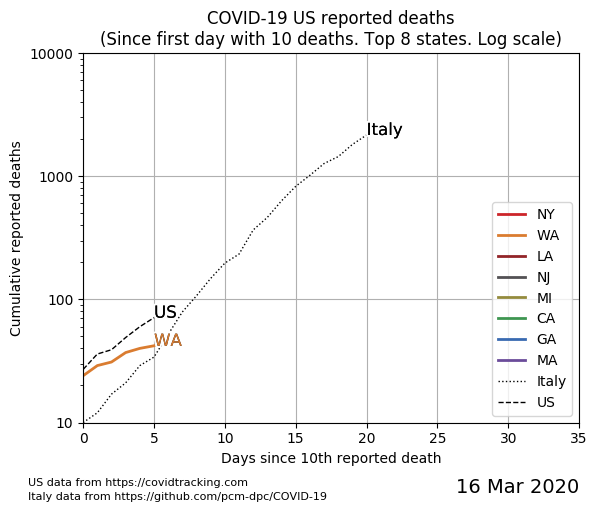 COVID-19 US reported deaths
(Since first day with 10 deaths. Top 8 states. Log scale)
10000
1000
100
10
Cumulative reported deaths
Italy
US
WA
NY
WA
LA
NJ
MI
CA
GA
MA
Italy
US
0 5 10 15 20 25 30 35
Days since 10th reported death
US data from https://covidtracking.com
Italy data from https://github.com/pcm-dpc/COVID-19
16 Mar 2020